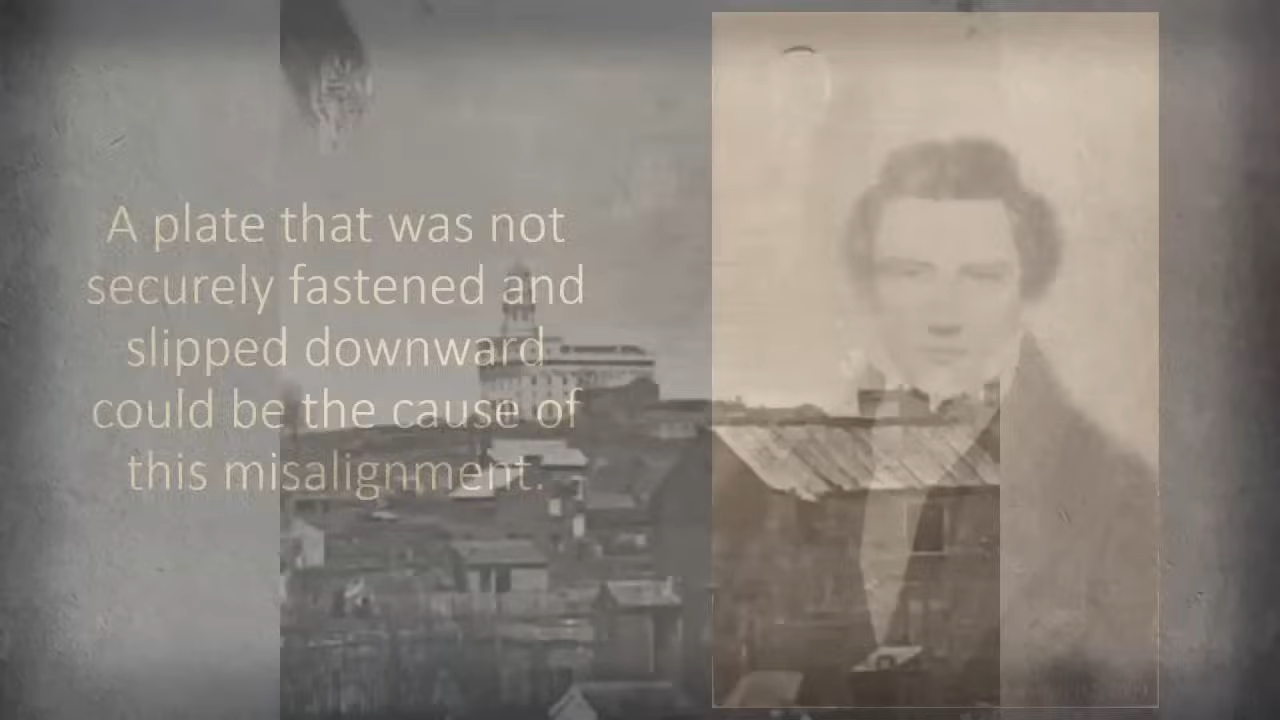 A plate that was not
securely fastened and
slipped downward
could be the cause of
this misalignment.